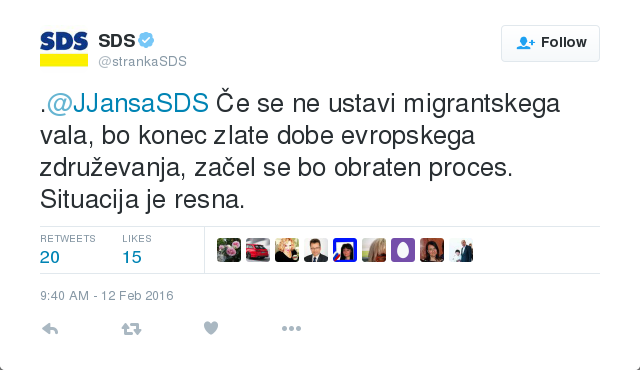 SDS SDS
Follow
@strankaSDS
.@JJansaSDS Če se ne ustavi migrantskega
vala, bo konec zlate dobe evropskega
združevanja, začel se bo obraten proces.
Situacija je resna.
RETWEETS LIKES
20 15
9:40 AM - 12 Feb 2016